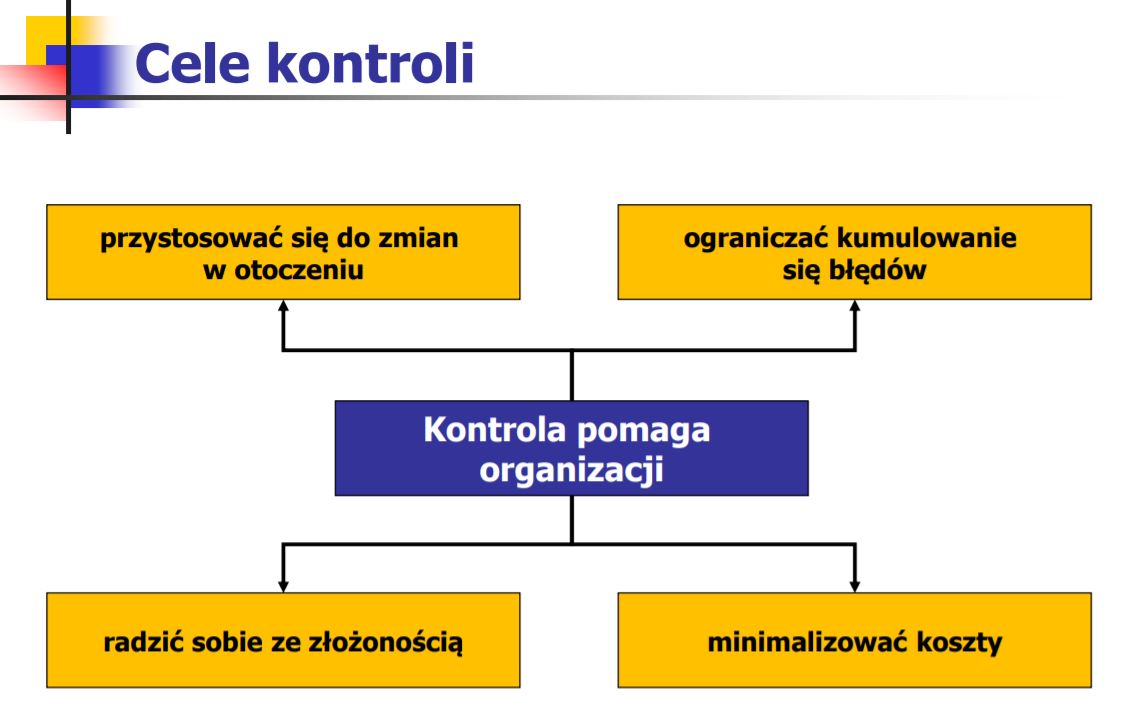 Cele kontroli
przystosować się do zmian
w otoczeniu
ograniczać kumulowanie
się błędów
Kontrola pomaga
organizacji
radzić sobie ze złożonością
minimalizować koszty